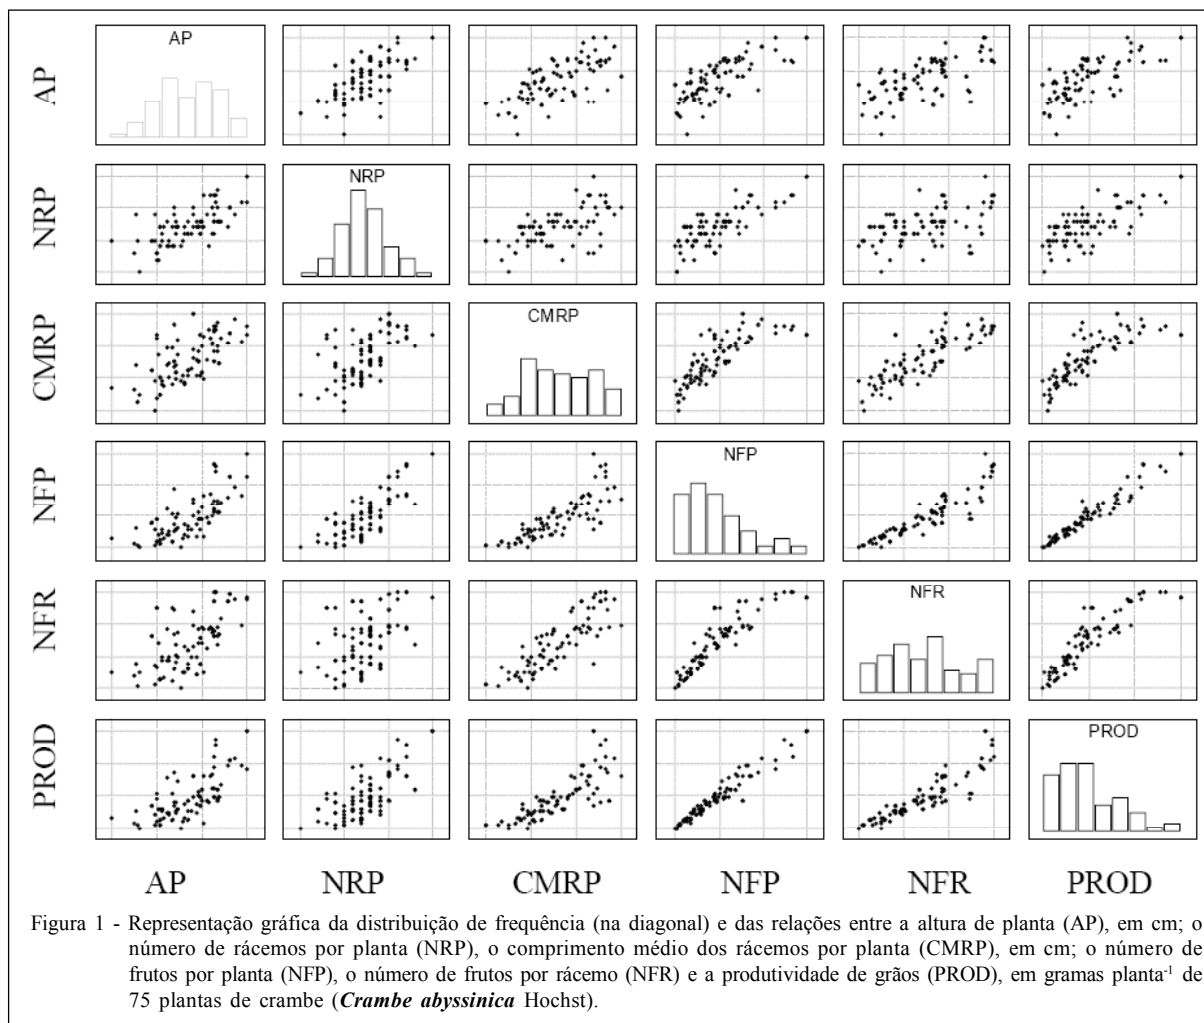 AP
AP
NRP
NRP
CMRP
CMRP
NFP
NFP
NFR
NFR
PROD
PROD
AP NRP CMRP NFP NFR PROD
Figura 1 - Representação gráfica da distribuição de frequência (na diagonal) e das relações entre a altura de planta (AP), em cm; o
número de rácemos por planta (NRP), o comprimento médio dos rácemos por planta (CMRP), em cm; o número de
frutos por planta (NFP), o número de frutos por rácemo (NFR) e a produtividade de grãos (PROD), em gramas planta⁻¹ de
75 plantas de crambe (Crambe abyssinica Hochst).